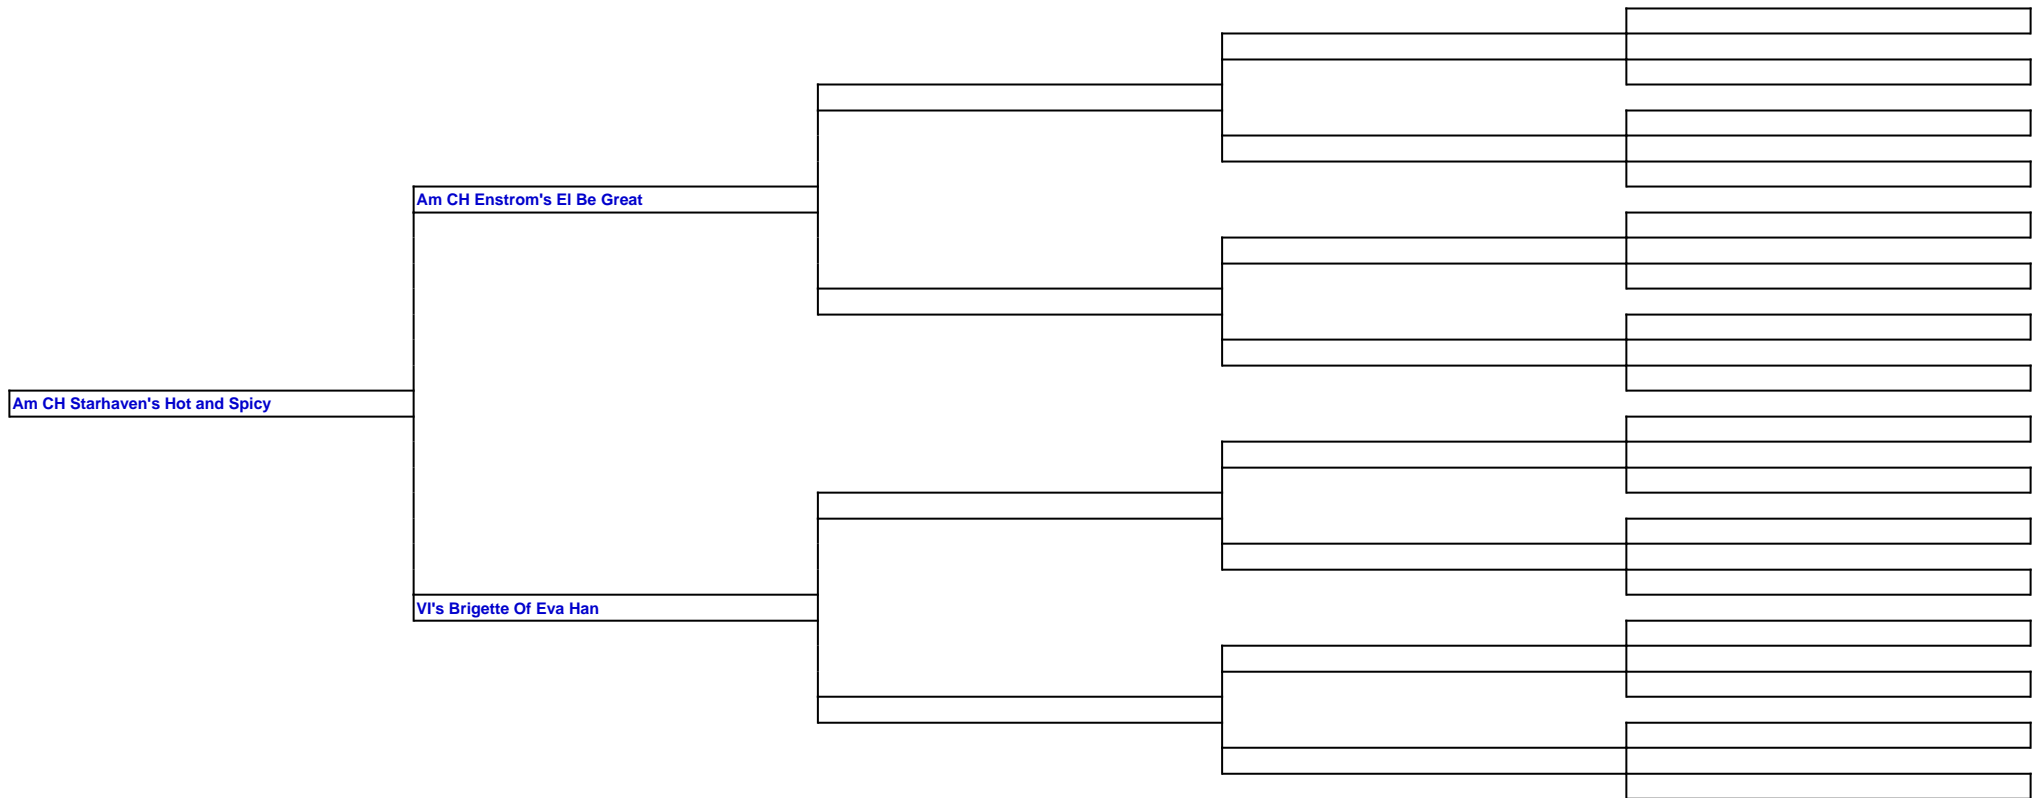 Am CH Enstrom's El Be Great
Am CH Starhaven's Hot and Spicy
VI's Brigette Of Eva Han